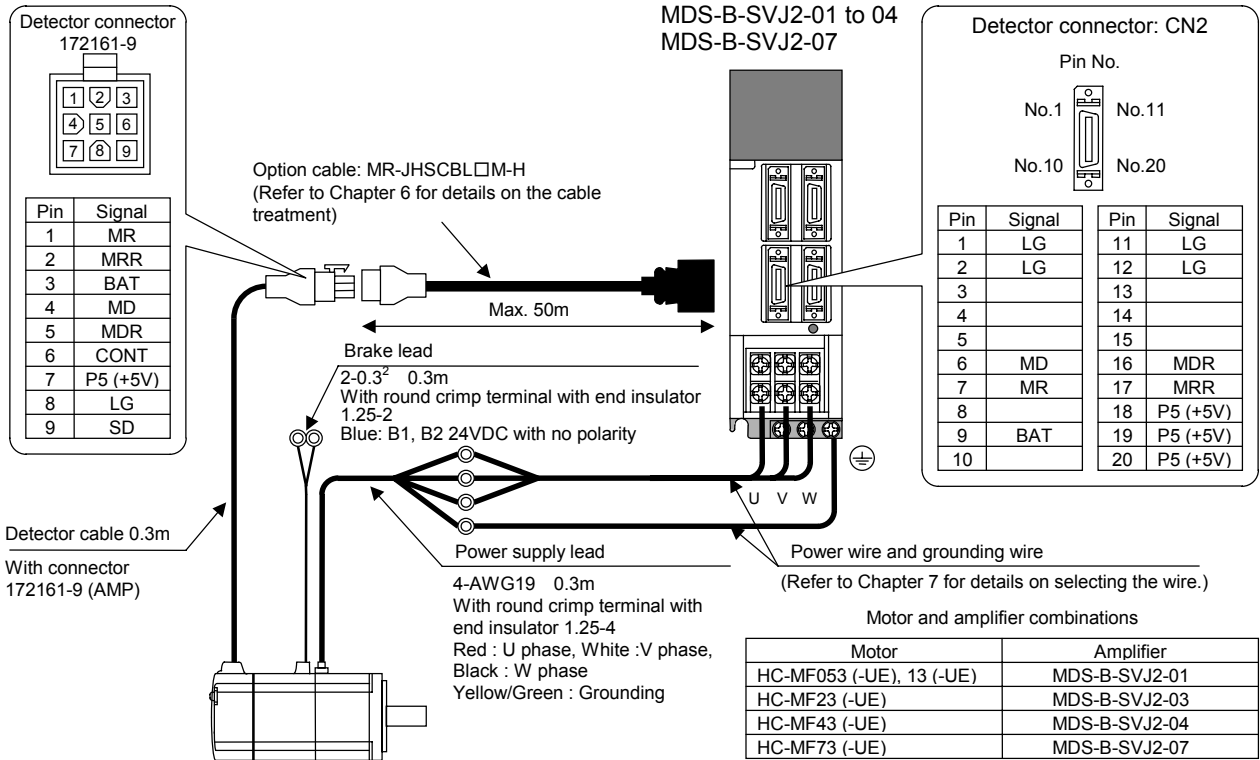 Detector connector
172161-9
1 2 3
4 5 6
7 8 9
Pin Signal
1 MR
2 MRR
3 BAT
4 MD
5 MDR
6 CONT
7 P5 (+5V)
8 LG
9 SD
Option cable: MR-JHSCBL□M-H
(Refer to Chapter 6 for details on the cable
treatment)
Max. 50m
MDS-B-SVJ2-01 to 04
MDS-B-SVJ2-07
Detector connector: CN2
Pin No.
No.1 No.11
No.10 No.20
Pin Signal Pin Signal
1 LG 11 LG
2 LG 12 LG
3 13
4 14
5 15
6 MD 16 MDR
7 MR 17 MRR
8 18 P5 (+5V)
9 BAT 19 P5 (+5V)
10 20 P5 (+5V)
Brake lead
2-0.3² 0.3m
With round crimp terminal with end insulator
1.25-2
Blue: B1, B2 24VDC with no polarity
U V W
Detector cable 0.3m
With connector
172161-9 (AMP)
Power supply lead
4-AWG19 0.3m
With round crimp terminal with
end insulator 1.25-4
Red : U phase, White :V phase,
Black : W phase
Yellow/Green : Grounding
Power wire and grounding wire
(Refer to Chapter 7 for details on selecting the wire.)
Motor and amplifier combinations
Motor Amplifier
HC-MF053 (-UE), 13 (-UE) MDS-B-SVJ2-01
HC-MF23 (-UE) MDS-B-SVJ2-03
HC-MF43 (-UE) MDS-B-SVJ2-04
HC-MF73 (-UE) MDS-B-SVJ2-07